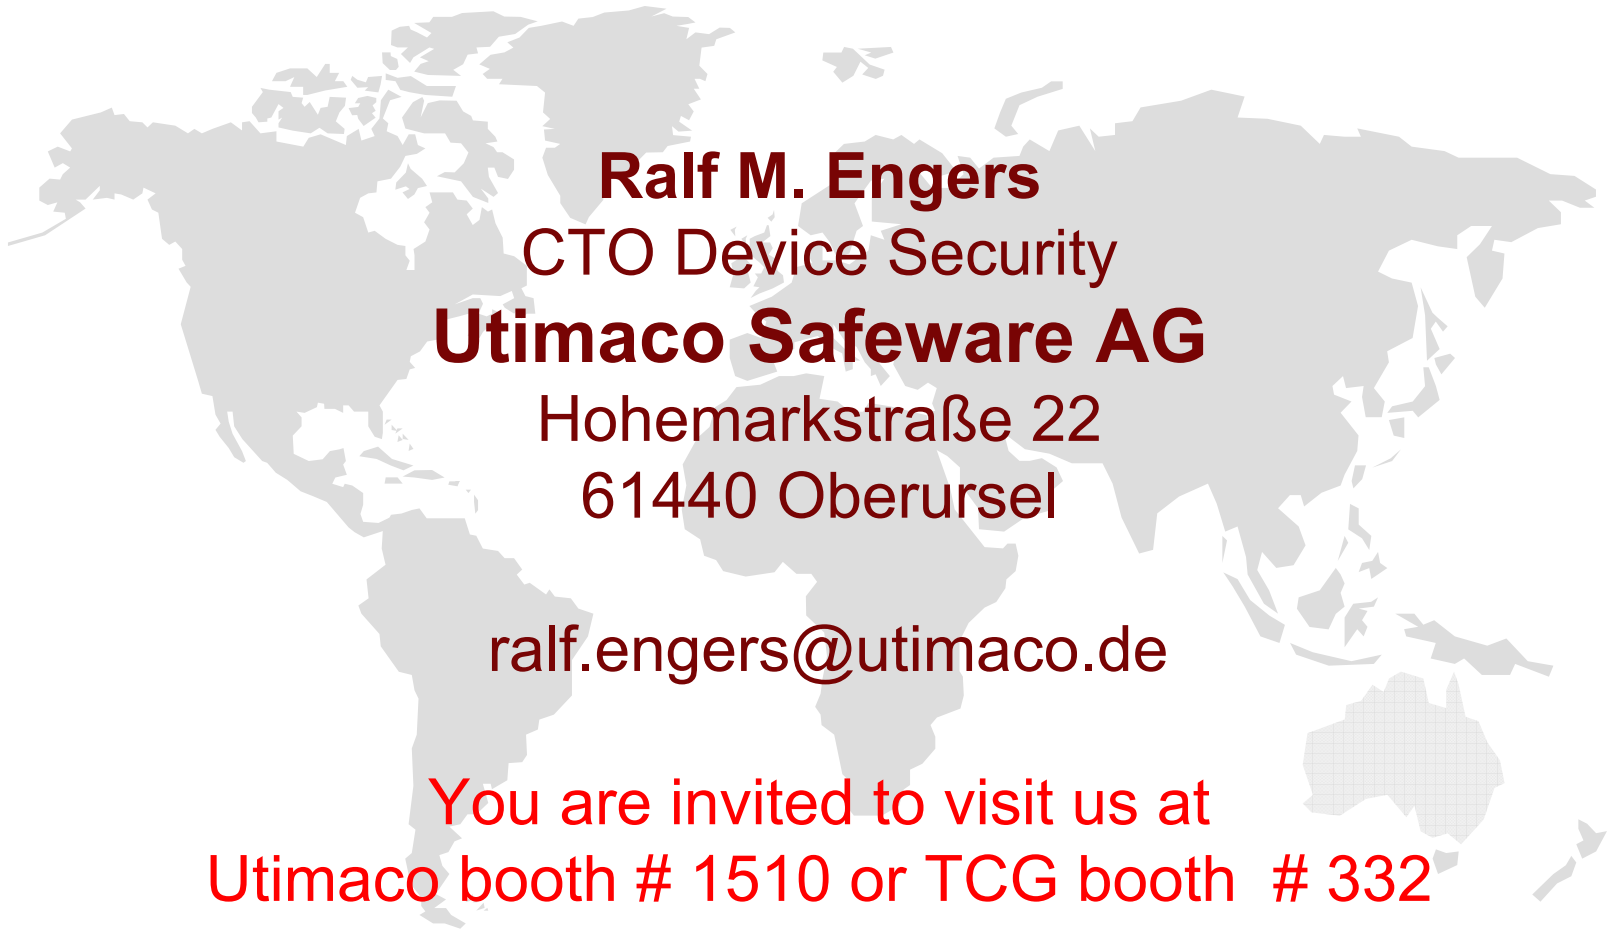 Ralf M. Engers
CTO Device Security
Utimaco Safeware AG
Hohemarkstraße 22
61440 Oberursel
ralf.engers@utimaco.de
You are invited to visit us at
Utimaco booth # 1510 or TCG booth # 332